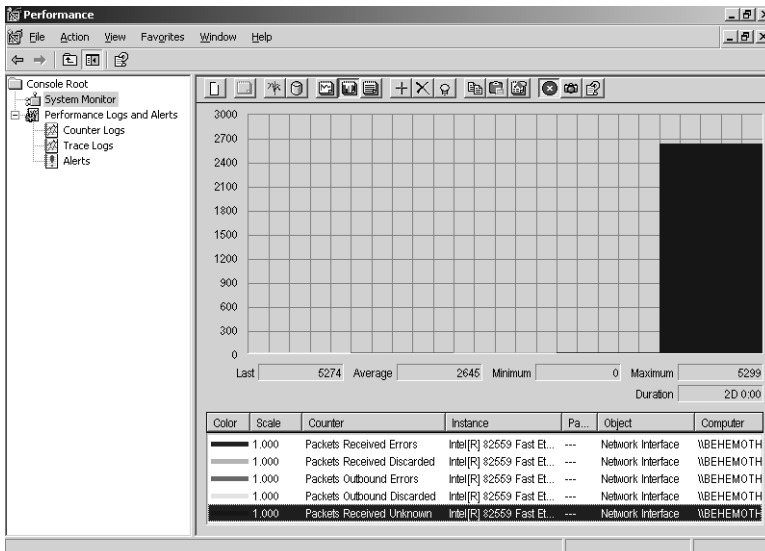 Performance
File Action View Favorites Window Help
Console Root
System Monitor
Performance Logs and Alerts
Counter Logs
Trace Logs
Alerts
3000
2700
2400
2100
1800
1500
1200
900
600
300
0
Last 5274 Average 2645 Minimum 0 Maximum 5299
Duration 2D 0:00
Color Scale Counter Instance Pa... Object Computer
1.000 Packets Received Errors Intel[R] 82559 Fast Et... --- Network Interface \\BEHEMOTH
1.000 Packets Received Discarded Intel[R] 82559 Fast Et... --- Network Interface \\BEHEMOTH
1.000 Packets Outbound Errors Intel[R] 82559 Fast Et... --- Network Interface \\BEHEMOTH
1.000 Packets Outbound Discarded Intel[R] 82559 Fast Et... --- Network Interface \\BEHEMOTH
1.000 Packets Received Unknown Intel[R] 82559 Fast Et... --- Network Interface \\BEHEMOTH